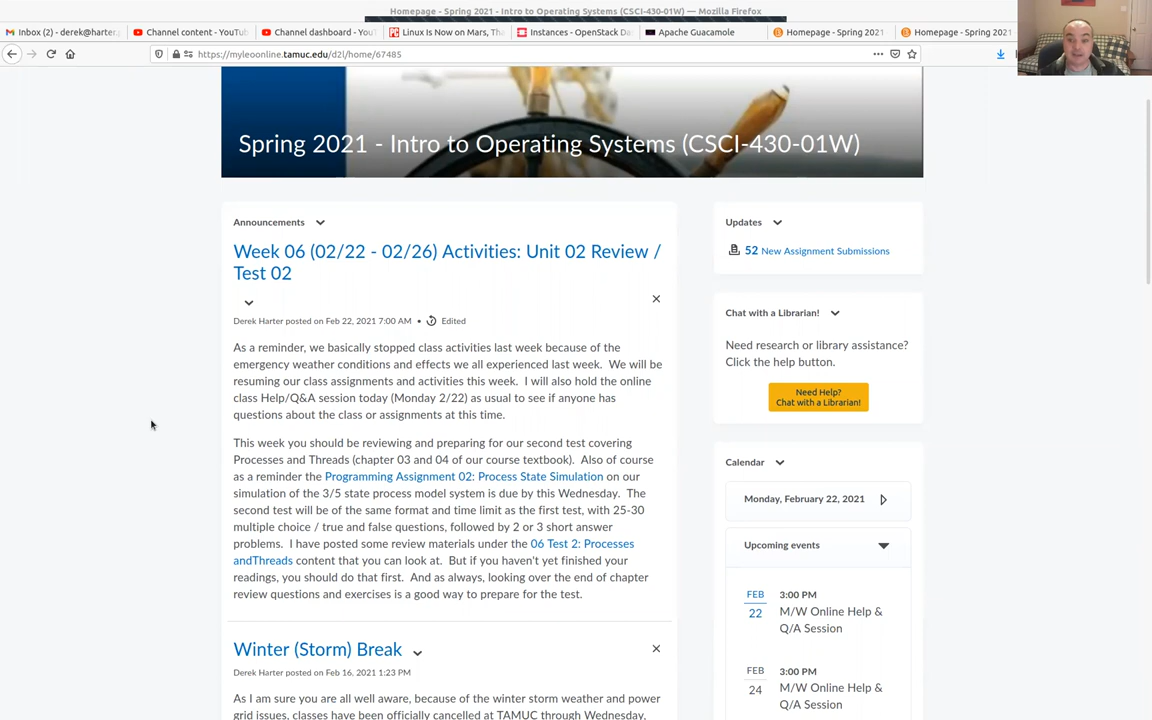 Homepage - Spring 2021 - Intro to Operating Systems (CSCI-430-01W) — Mozilla Firefox
Inbox (2) - derek@harter.
Channel content - YouTu
Channel dashboard - You
Linux Is Now on Mars, Tha
Instances - OpenStack Da
Apache Guacamole
Homepage - Spring 2021
Homepage - Spring 2021
https://myleoonline.tamuc.edu/d2l/home/67485
Spring 2021 - Intro to Operating Systems (CSCI-430-01W)
Announcements
Week 06 (02/22 - 02/26) Activities: Unit 02 Review /
Test 02
Derek Harter posted on Feb 22, 2021 7:00 AM • Edited
As a reminder, we basically stopped class activities last week because of the
emergency weather conditions and effects we all experienced last week. We will be
resuming our class assignments and activities this week. I will also hold the online
class Help/Q&A session today (Monday 2/22) as usual to see if anyone has
questions about the class or assignments at this time.
This week you should be reviewing and preparing for our second test covering
Processes and Threads (chapter 03 and 04 of our course textbook). Also of course
as a reminder the Programming Assignment 02: Process State Simulation on our
simulation of the 3/5 state process model system is due by this Wednesday. The
second test will be of the same format and time limit as the first test, with 25-30
multiple choice / true and false questions, followed by 2 or 3 short answer
problems. I have posted some review materials under the 06 Test 2: Processes
andThreads content that you can look at. But if you haven't yet finished your
readings, you should do that first. And as always, looking over the end of chapter
review questions and exercises is a good way to prepare for the test.
Winter (Storm) Break
Derek Harter posted on Feb 16, 2021 1:23 PM
As I am sure you are all well aware, because of the winter storm weather and power
grid issues, classes have been officially cancelled at TAMUC through Wednesday,
Updates
52 New Assignment Submissions
Chat with a Librarian!
Need research or library assistance?
Click the help button.
Need Help?
Chat with a Librarian!
Calendar
Monday, February 22, 2021
Upcoming events
FEB
22
3:00 PM
M/W Online Help &
Q/A Session
FEB
24
3:00 PM
M/W Online Help &
Q/A Session